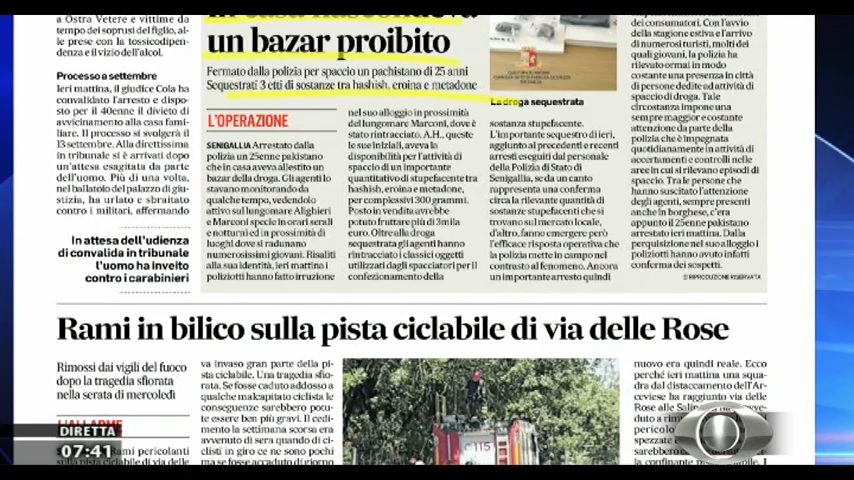 a Ostra Vetere e vittima da
tempo dei soprusi del figlio, al-
le prese con la tossicodipen-
denza e il vizio dell'alcol.
Processo a settembre
Ieri mattina, il giudice Cola ha
convalidato l'arresto e dispo-
sto per il 40enne il divieto di
avvicinamento alla casa fami-
liare. Il processo si svolgerà il
13 settembre. Alla direttissima
in tribunale si è arrivati dopo
un'attesa esagitata da parte
dell'uomo. Più di una volta,
nel ballatoio del palazzo di giu-
stizia, ha urlato e sbraitato
contro i militari, affermando
In attesa dell'udienza
di convalida in tribunale
l'uomo ha inveito
contro i carabinieri
un bazar proibito
Fermato dalla polizia per spaccio un pachistano di 25 anni
Sequestrati 3 etti di sostanze tra hashish, eroina e metadone
La droga sequestrata
L'OPERAZIONE
SENIGALLIA Arrestato dalla
polizia un 25enne pakistano
che in casa aveva allestito un
bazar della droga. Gli agenti lo
stavano monitorando da
qualche tempo, vedendolo
attivo sul lungomare Alighieri
e Marconi specie in orari serali
e notturni ed in prossimità di
luoghi dove si radunano
numerosissimi giovani. Risaliti
alla sua identità, ieri mattina i
poliziotti hanno fatto irruzione
nel suo alloggio in prossimità
del lungomare Marconi, dove è
stato rintracciato. A.H., queste
le sue iniziali, aveva la
disponibilità per l'attività di
spaccio di un importante
quantitativo di stupefacente tra
hashish, eroina e metadone,
per complessivi 300 grammi.
Posto in vendita avrebbe
potuto fruttare più di 3mila
euro. Oltre alla droga
sequestrata gli agenti hanno
rintracciato i classici oggetti
utilizzati dagli spacciatori per il
confezionamento della
sostanza stupefacente.
L'importante sequestro di ieri,
aggiunto ai precedenti e recenti
arresti eseguiti dal personale
della Polizia di Stato di
Senigallia, se da un canto
rappresenta una conferma
circa la rilevante quantità di
sostanze stupefacenti che si
trovano sul mercato locale,
d'altro, fanno emergere però
l'efficace risposta operativa che
la polizia mette in campo nel
contrasto al fenomeno. Ancora
un importante arresto quindi
dei consumatori. Con l'avvio
della stagione estiva e l'arrivo
di numerosi turisti, molti dei
quali giovani, la polizia ha
rilevato ormai in modo
costante una presenza in città
di persone dedite ad attività
di spaccio di droga. Tale
circostanza impone una
sempre maggiore e costante
attenzione da parte della
polizia che è impegnata
quotidianamente in attività di
accertamenti e controlli nelle
aree in cui si rilevano episodi di
spaccio. Tra le persone che
hanno suscitato l'attenzione
degli agenti, sempre presenti
anche in borghese, c'era
appunto il 25enne pakistano
arrestato ieri mattina. Dalla
perquisizione nel suo alloggio i
poliziotti hanno avuto infatti
conferma dei sospetti.
© RIPRODUZIONE RISERVATA
Rami in bilico sulla pista ciclabile di via delle Rose
Rimossi dai vigili del fuoco
dopo la tragedia sfiorata
nella serata di mercoledì
L'ALLARME
Rami pericolanti
sulla pista ciclabile di via delle
va invaso gran parte della pi-
sta ciclabile. Una tragedia sfio-
rata. Se fosse caduto addosso a
qualche malcapitato ciclista le
conseguenze sarebbero potu-
te essere ben più gravi. Il cedi-
mento la settimana scorsa era
avvenuto di sera quando di ci-
clisti in giro ce ne sono pochi
ma se fosse accaduto di giorno
115
nuovo era quindi reale. Ecco
perché ieri mattina una squa-
dra dal distaccamento dell'Ar-
ceviese ha raggiunto via delle
Rose alle Saline
DIRETTA
07:41